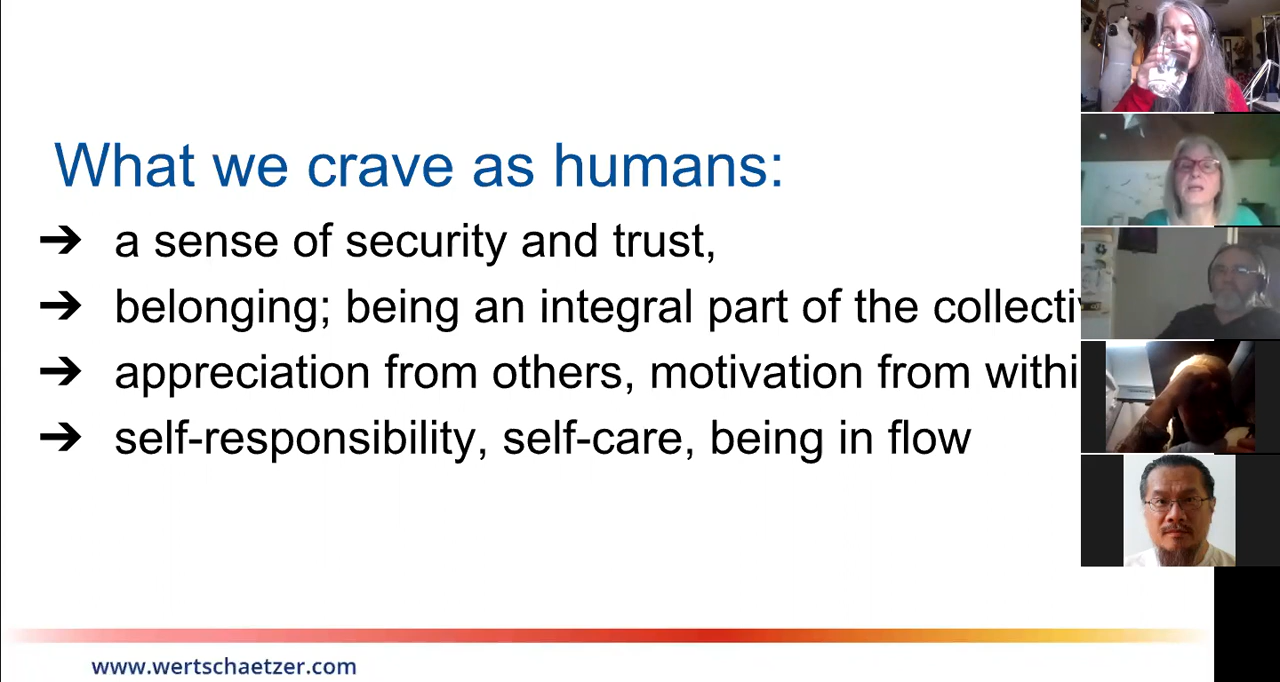 What we crave as humans:
➔ a sense of security and trust,
➔ belonging; being an integral part of the collecti
➔ appreciation from others, motivation from withi
➔ self-responsibility, self-care, being in flow
www.wertschaetzer.com